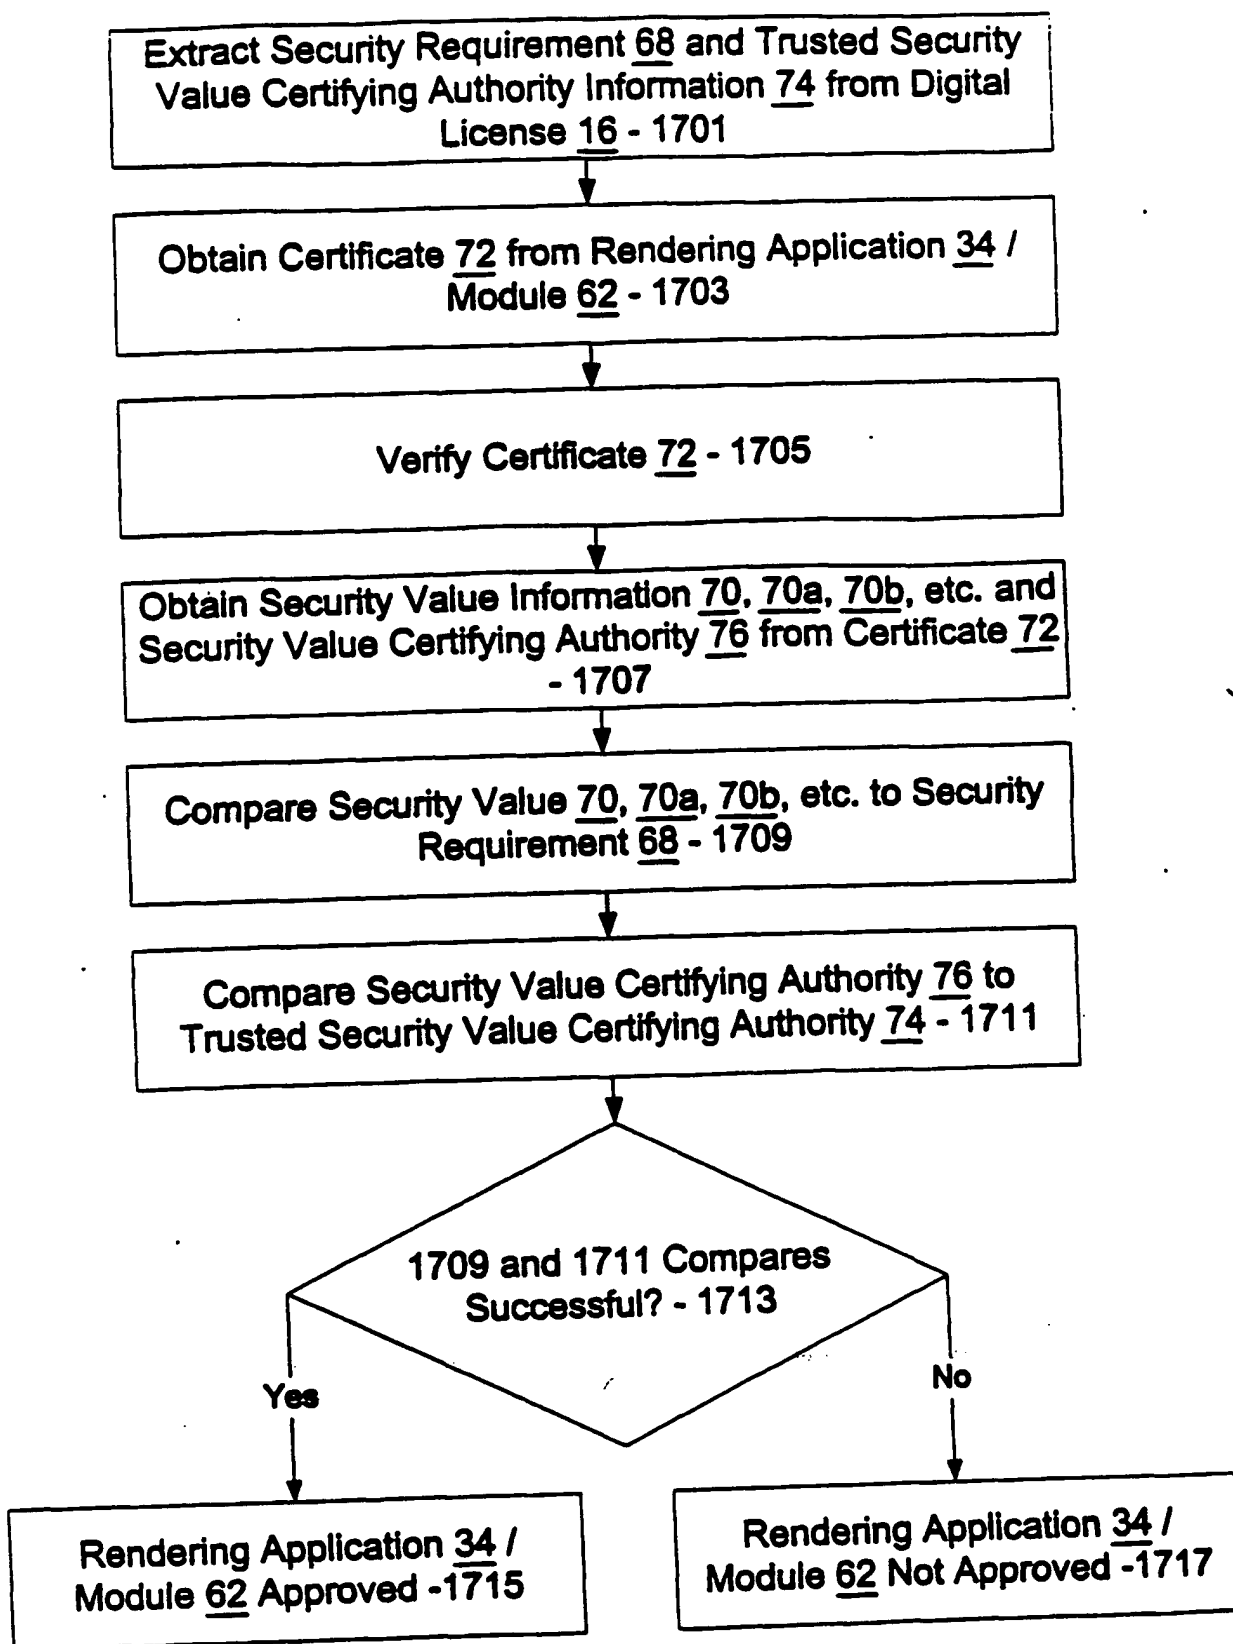 Extract Security Requirement 68 and Trusted Security
Value Certifying Authority Information 74 from Digital
License 16 - 1701
Obtain Certificate 72 from Rendering Application 34 /
Module 62 - 1703
Verify Certificate 72 - 1705
Obtain Security Value Information 70, 70a, 70b, etc. and
Security Value Certifying Authority 76 from Certificate 72
- 1707
Compare Security Value 70, 70a, 70b, etc. to Security
Requirement 68 - 1709
Compare Security Value Certifying Authority 76 to
Trusted Security Value Certifying Authority 74 - 1711
1709 and 1711 Compares
Successful? - 1713
Yes
No
Rendering Application 34 /
Module 62 Approved -1715
Rendering Application 34 /
Module 62 Not Approved -1717